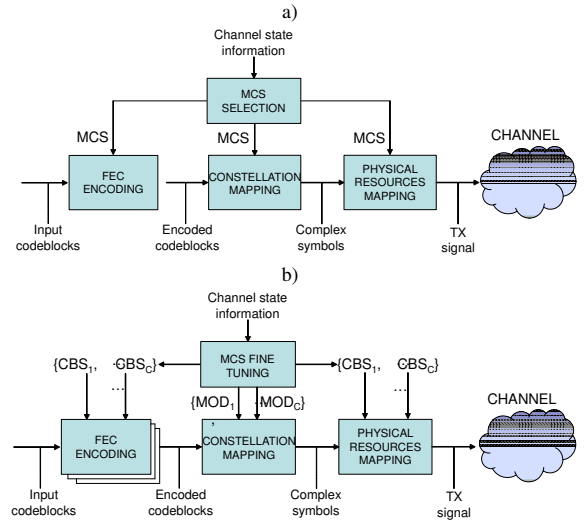 a)
Channel state
information
MCS
SELECTION
MCS MCS MCS
CHANNEL
FEC
ENCODING
CONSTELLATION
MAPPING
PHYSICAL
RESOURCES
MAPPING
Input
codeblocks
Encoded
codeblocks
Complex
symbols
TX
signal
b)
Channel state
information
{CBS1, ...CBSC}
...
MCS FINE
TUNING
{CBS1, ...CBSC}
...
{MOD1, ...MODC}
CHANNEL
FEC
ENCODING
CONSTELLATION
MAPPING
PHYSICAL
RESOURCES
MAPPING
Input
codeblocks
Encoded
codeblocks
Complex
symbols
TX
signal